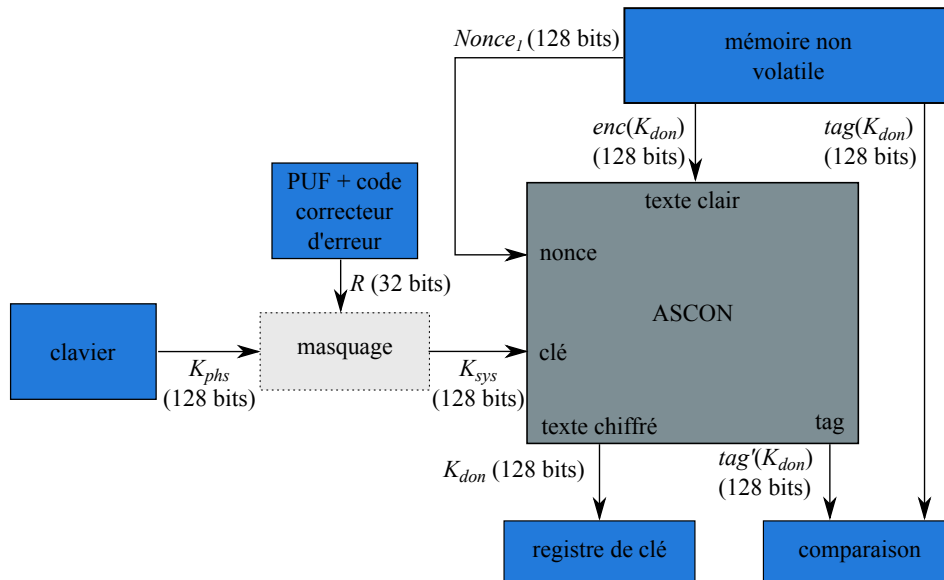 Nonce1 (128 bits)
mémoire non
volatile
enc(Kdon)
(128 bits)
tag(Kdon)
(128 bits)
PUF + code
correcteur
d'erreur
texte clair
nonce
R (32 bits)
ASCON
clavier
masquage
clé
Kphs
(128 bits)
Ksys
(128 bits)
texte chiffré
tag
Kdon (128 bits)
tag'(Kdon)
(128 bits)
registre de clé
comparaison